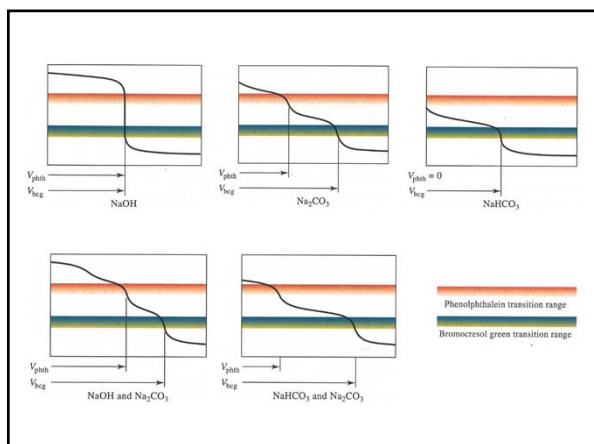 V_phth
V_bcg
NaOH
V_phth
V_bcg
Na₂CO₃
V_phth = 0
V_bcg
NaHCO₃
V_phth
V_bcg
NaOH and Na₂CO₃
V_phth
V_bcg
NaHCO₃ and Na₂CO₃
Phenolphthalein transition range
Bromocresol green transition range